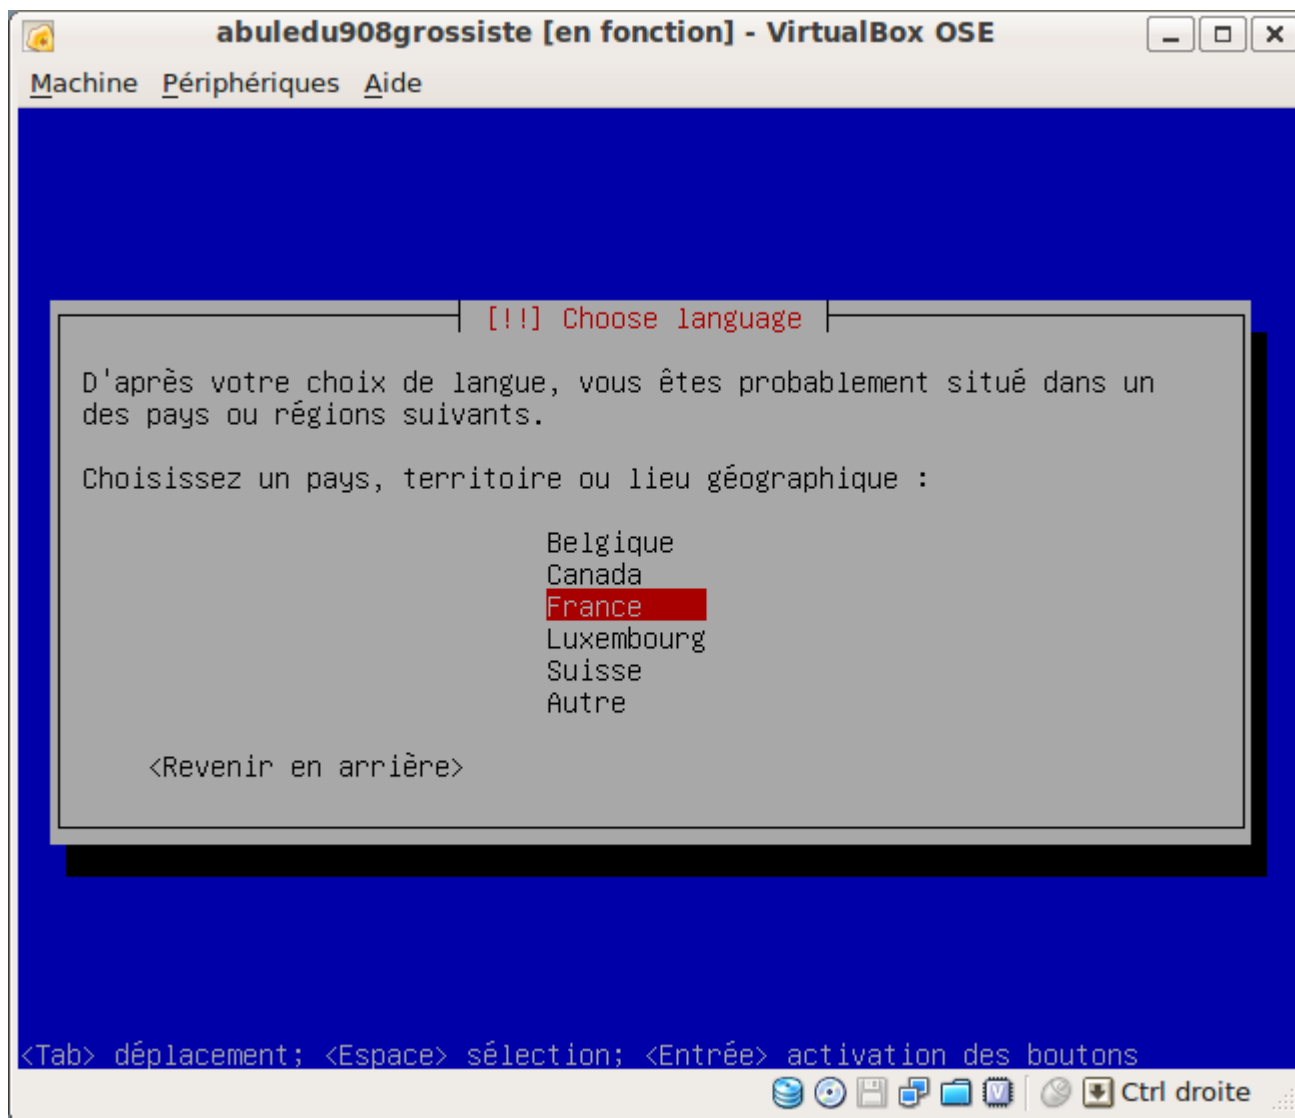 abuledu908grossiste [en fonction] - VirtualBox OSE
Machine Périphériques Aide
[!!] Choose language
D'après votre choix de langue, vous êtes probablement situé dans un
des pays ou régions suivants.
Choisissez un pays, territoire ou lieu géographique :
Belgique
Canada
France
Luxembourg
Suisse
Autre
<Revenir en arrière>
<Tab> déplacement; <Espace> sélection; <Entrée> activation des boutons
Ctrl droite